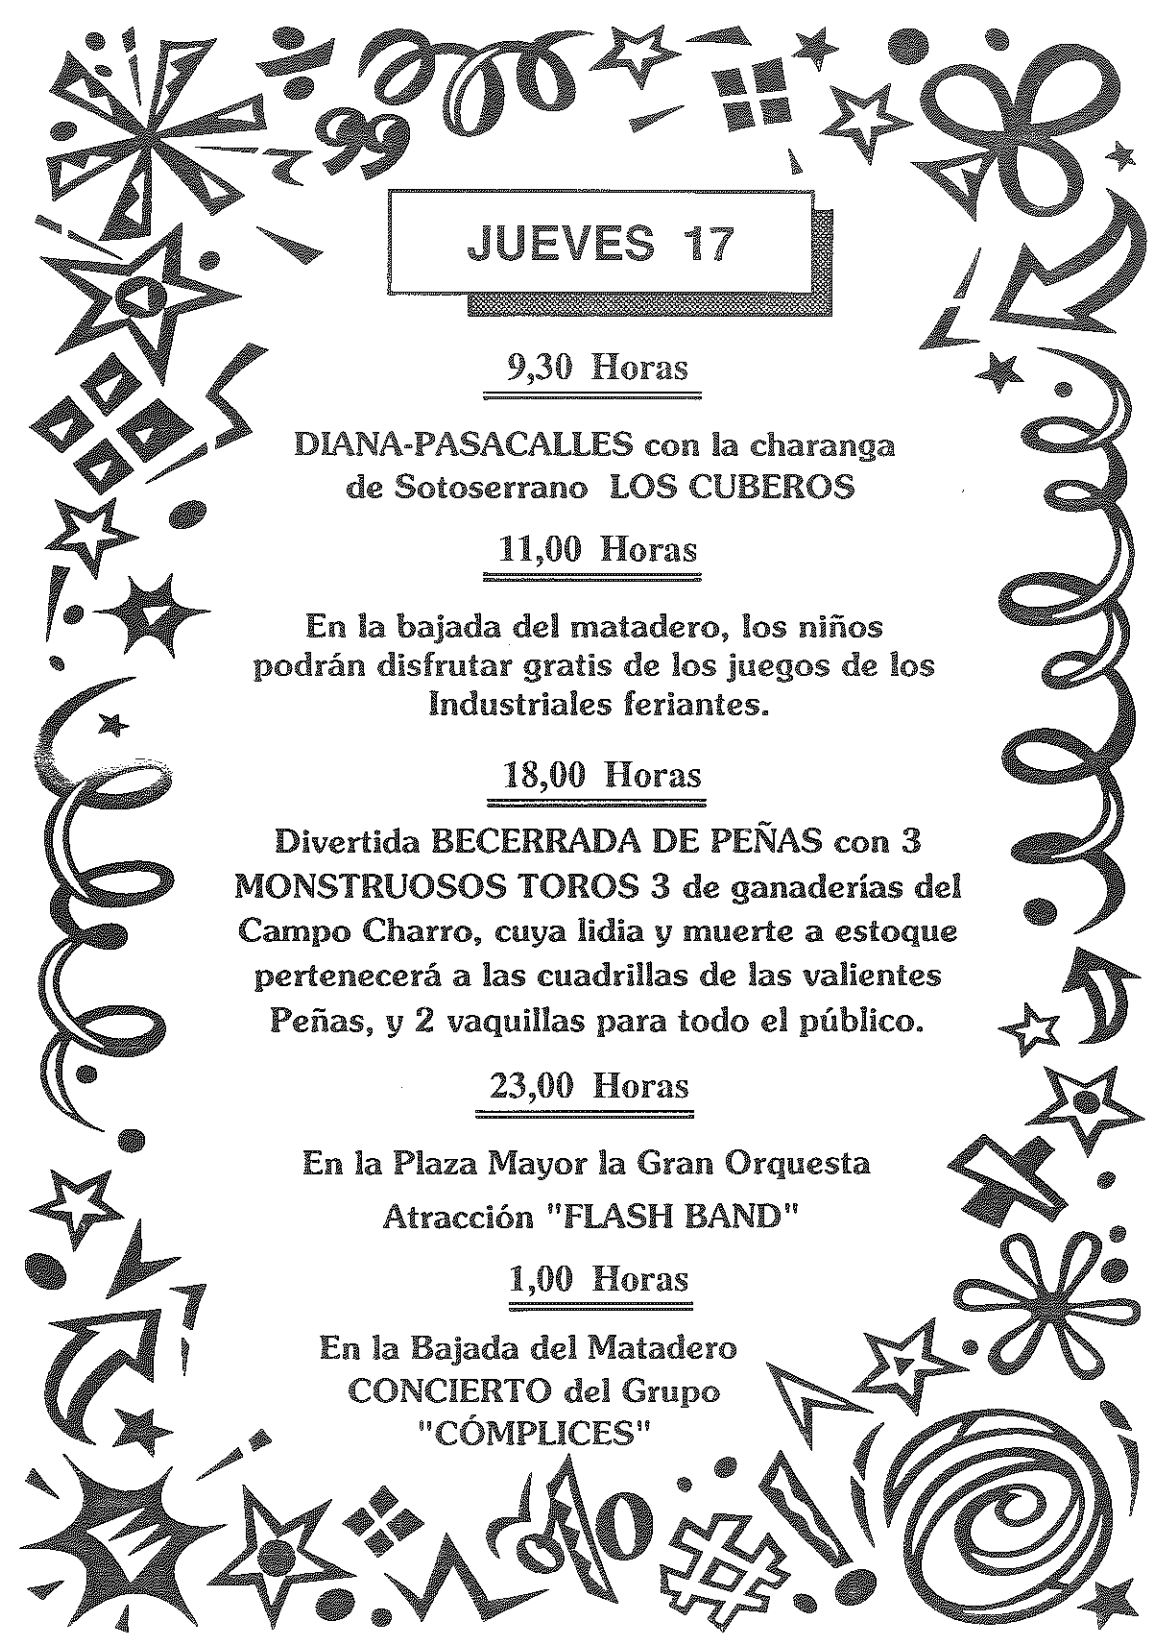 JUEVES 17
9,30 Horas
DIANA-PASACALLES con la charanga
de Sotoserrano LOS CUBEROS
11,00 Horas
En la bajada del matadero, los niños
podrán disfrutar gratis de los juegos de los
Industriales feriantes.
18,00 Horas
Divertida BECERRADA DE PEÑAS con 3
MONSTRUOSOS TOROS 3 de ganaderías del
Campo Charro, cuya lidia y muerte a estoque
pertenecerá a las cuadrillas de las valientes
Peñas, y 2 vaquillas para todo el público.
23,00 Horas
En la Plaza Mayor la Gran Orquesta
Atracción "FLASH BAND"
1,00 Horas
En la Bajada del Matadero
CONCIERTO del Grupo
"CÓMPLICES"